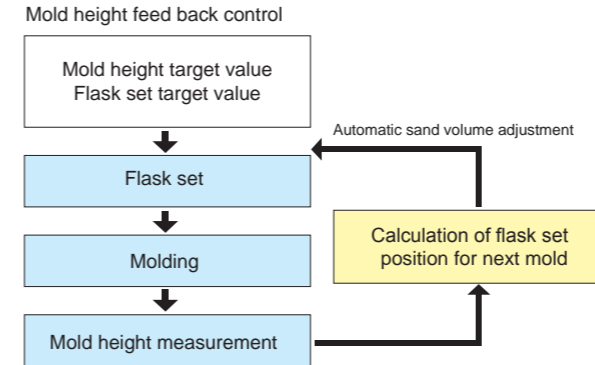 Mold height feed back control
Mold height target value
Flask set target value
Automatic sand volume adjustment
Flask set
Calculation of flask set
position for next mold
Molding
Mold height measurement